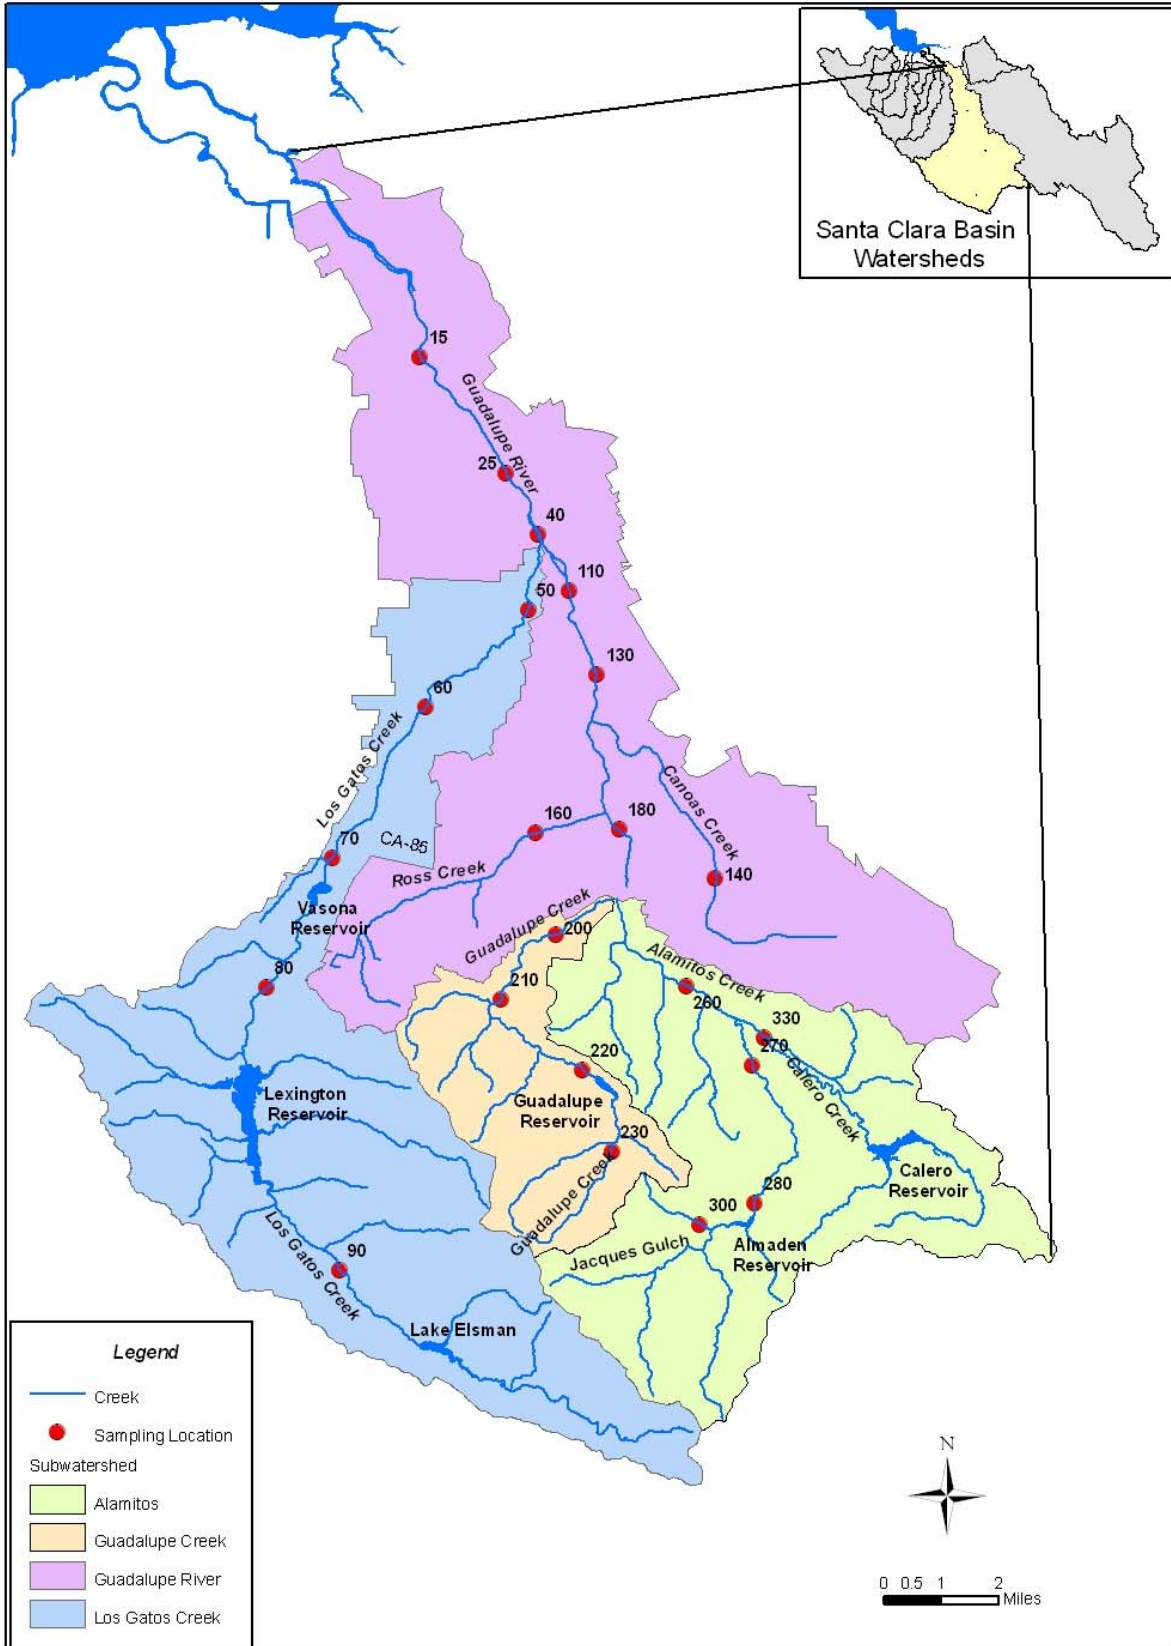 Santa Clara Basin
Watersheds
15
Guadalupe River
25
40
110
50
130
60
Los Gatos Creek
Canoas Creek
160
180
70
CA-85
Ross Creek
140
Vasona
Reservoir
Guadalupe Creek
200
Alamitos Creek
80
210
260
330
270
220
Calero Creek
Lexington
Reservoir
Guadalupe
Reservoir
230
Calero
Reservoir
Guadalupe Creek
280
300
Los Gatos Creek
Jacques Gulch
Almaden
Reservoir
90
Lake Elsman
Legend
Creek
Sampling Location
Subwatershed
Alamitos
Guadalupe Creek
Guadalupe River
Los Gatos Creek
N
0 0.5 1 2
Miles